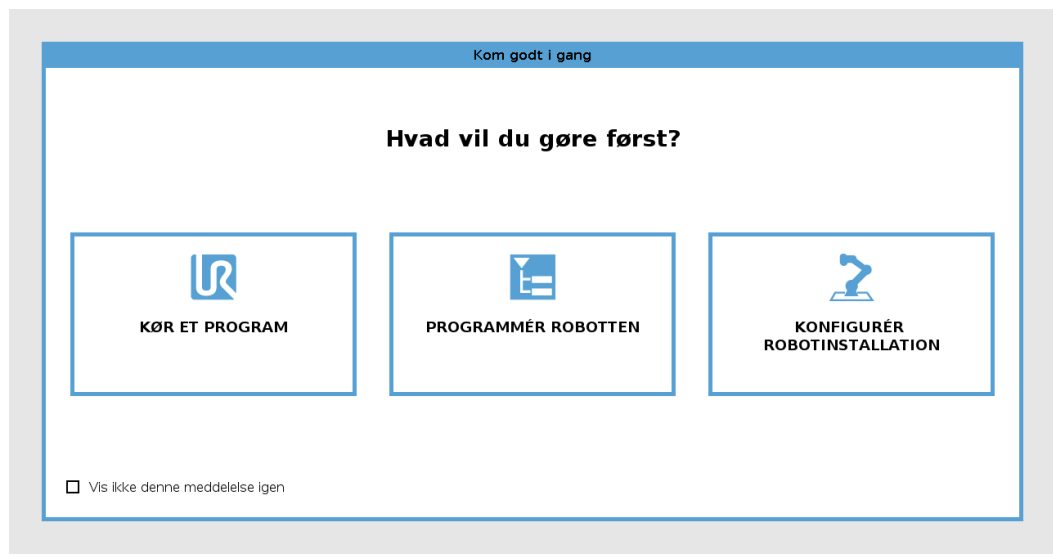 Kom godt i gang
Hvad vil du gøre først?
KØR ET PROGRAM
PROGRAMMÉR ROBOTTEN
KONFIGURÉR
ROBOTINSTALLATION
Vis ikke denne meddelelse igen